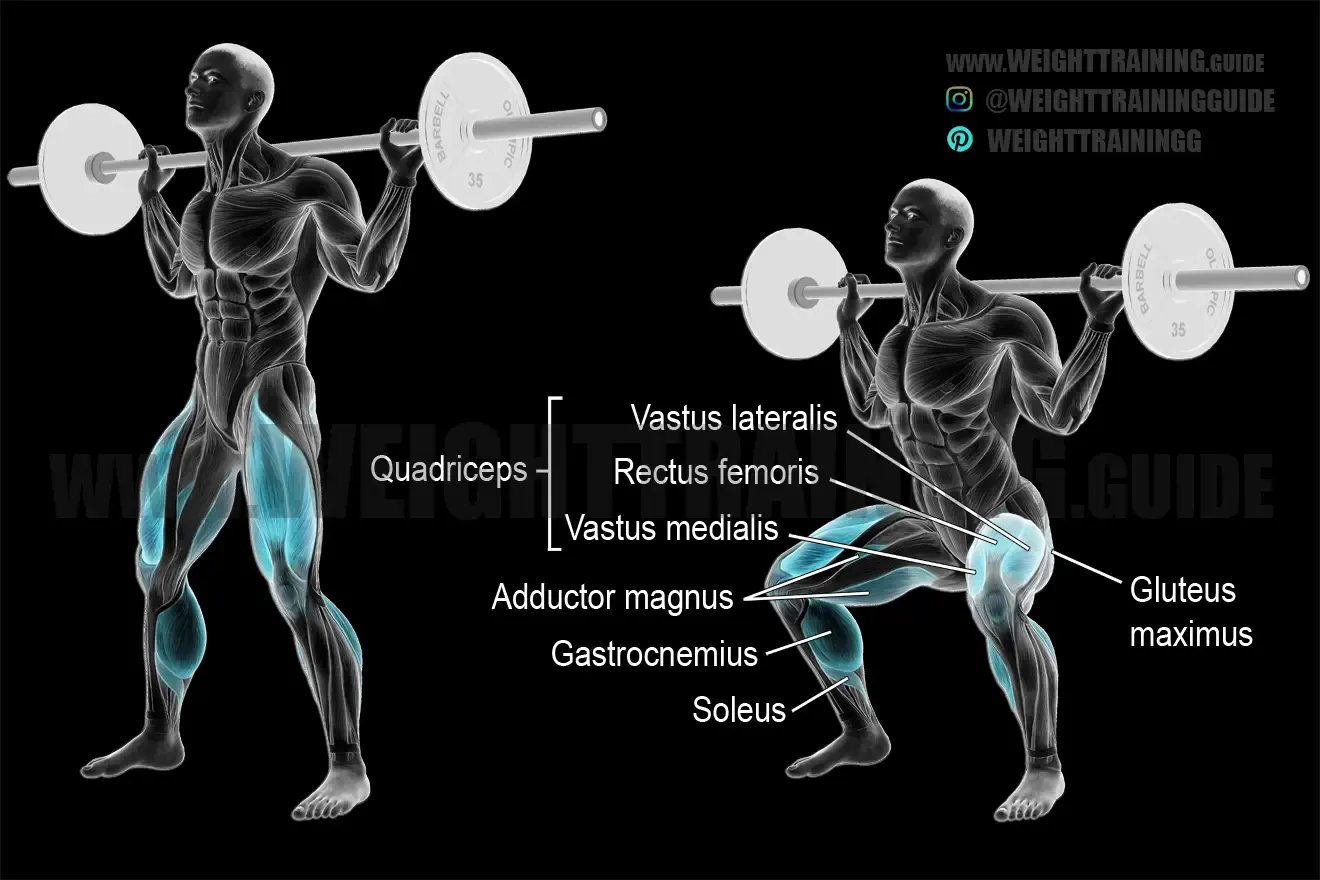 www.WEIGHTTRAINING.GUIDE
@WEIGHTTRAININGGUIDE
WEIGHTTRAININGG
BARBELL
OLYMPIC
35
BARBELL
35
Vastus lateralis
Rectus femoris
Quadriceps
Vastus medialis
Adductor magnus
Gastrocnemius
Soleus
Gluteus
maximus
WWW.WEIGHTTRAINING.GUIDE